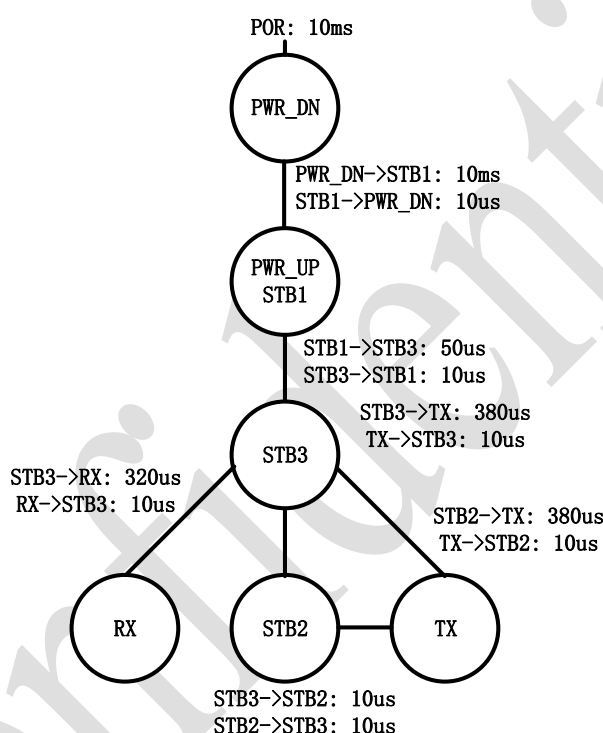 POR: 10ms
PWR_DN
PWR_DN->STB1: 10ms
STB1->PWR_DN: 10us
PWR_UP
STB1
STB1->STB3: 50us
STB3->STB1: 10us
STB3->TX: 380us
TX->STB3: 10us
STB3
STB3->RX: 320us
RX->STB3: 10us
STB2->TX: 380us
TX->STB2: 10us
RX
STB2
TX
STB3->STB2: 10us
STB2->STB3: 10us